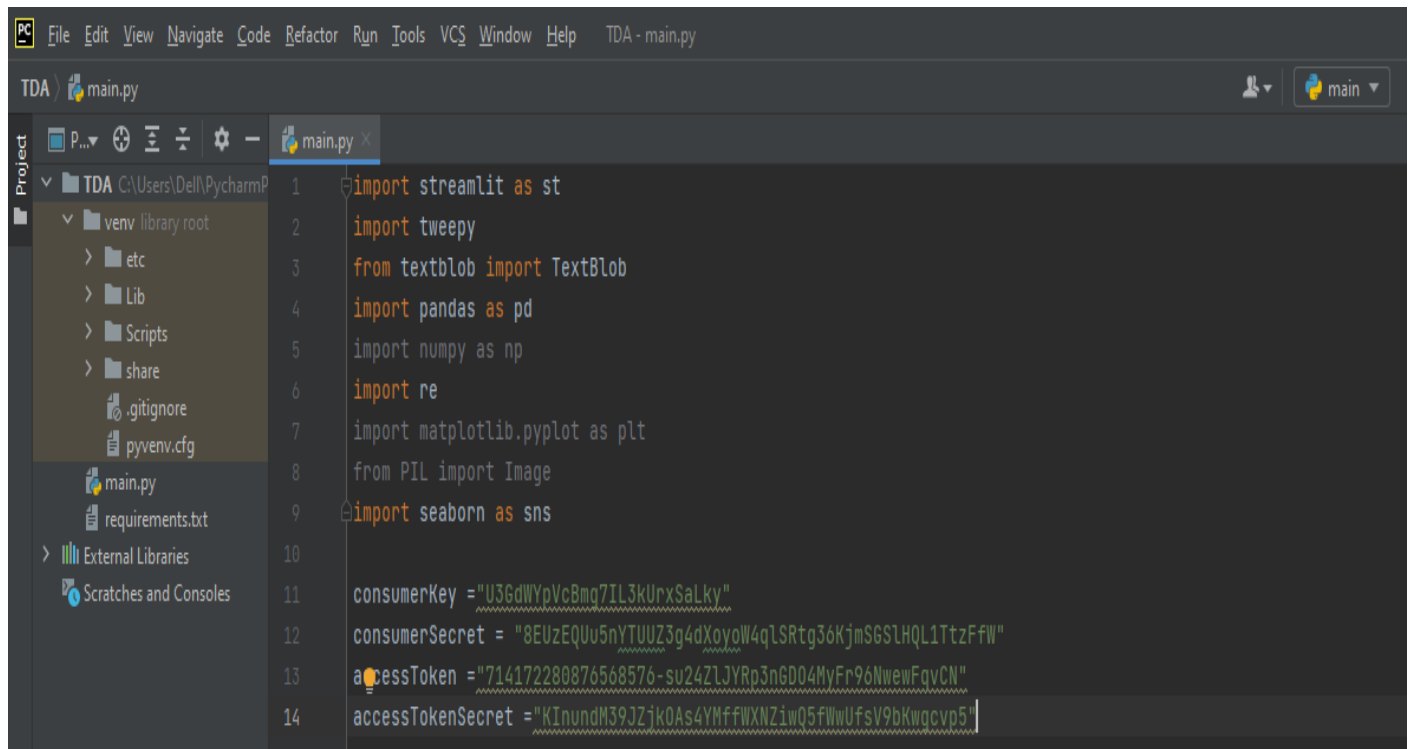 File Edit View Navigate Code Refactor Run Tools VCS Window Help TDA - main.py
TDA main.py main
Project
P... main.py
TDA C:\Users\Dell\PycharmP
venv library root
etc
Lib
Scripts
share
.gitignore
pyvenv.cfg
main.py
requirements.txt
External Libraries
Scratches and Consoles
1 import streamlit as st
2 import tweepy
3 from textblob import TextBlob
4 import pandas as pd
5 import numpy as np
6 import re
7 import matplotlib.pyplot as plt
8 from PIL import Image
9 import seaborn as sns
10
11 consumerKey ="U3GdWYpVcBmg7IL3kUrxSaLky"
12 consumerSecret = "8EUzEQUu5nYTUUZ3g4dXoyoW4qlSRtg36KjmSGSlHQL1TtzFfW"
13 accessToken ="714172280876568576-su24ZlJYRp3nGDO4MyFr96NwewFqvCN"
14 accessTokenSecret ="KInundM39JZjkOAs4YMffWXNZiwQ5fWwUfsV9bKwgcvp5"